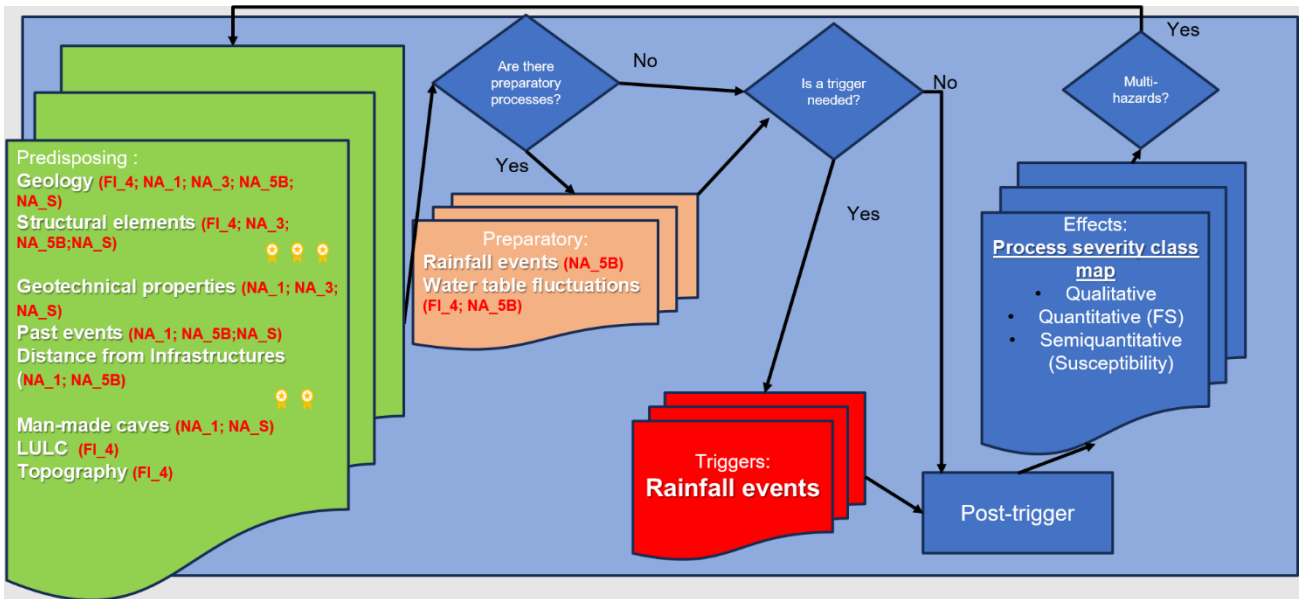 Predisposing :
Geology (FI_4; NA_1; NA_3; NA_5B;
NA_S)
Structural elements (FI_4; NA_3;
NA_5B;NA_S)
Geotechnical properties (NA_1; NA_3;
NA_S)
Past events (NA_1; NA_5B;NA_S)
Distance from Infrastructures
(NA_1; NA_5B)
Man-made caves (NA_1; NA_S)
LULC (FI_4)
Topography (FI_4)
Are there
preparatory
processes?
No
Yes
Preparatory:
Rainfall events (NA_5B)
Water table fluctuations
(FI_4; NA_5B)
Is a trigger
needed?
No
Yes
Triggers:
Rainfall events
Post-trigger
Effects:
Process severity class
map
• Qualitative
• Quantitative (FS)
• Semiquantitative
(Susceptibility)
Multi-
hazards?
Yes